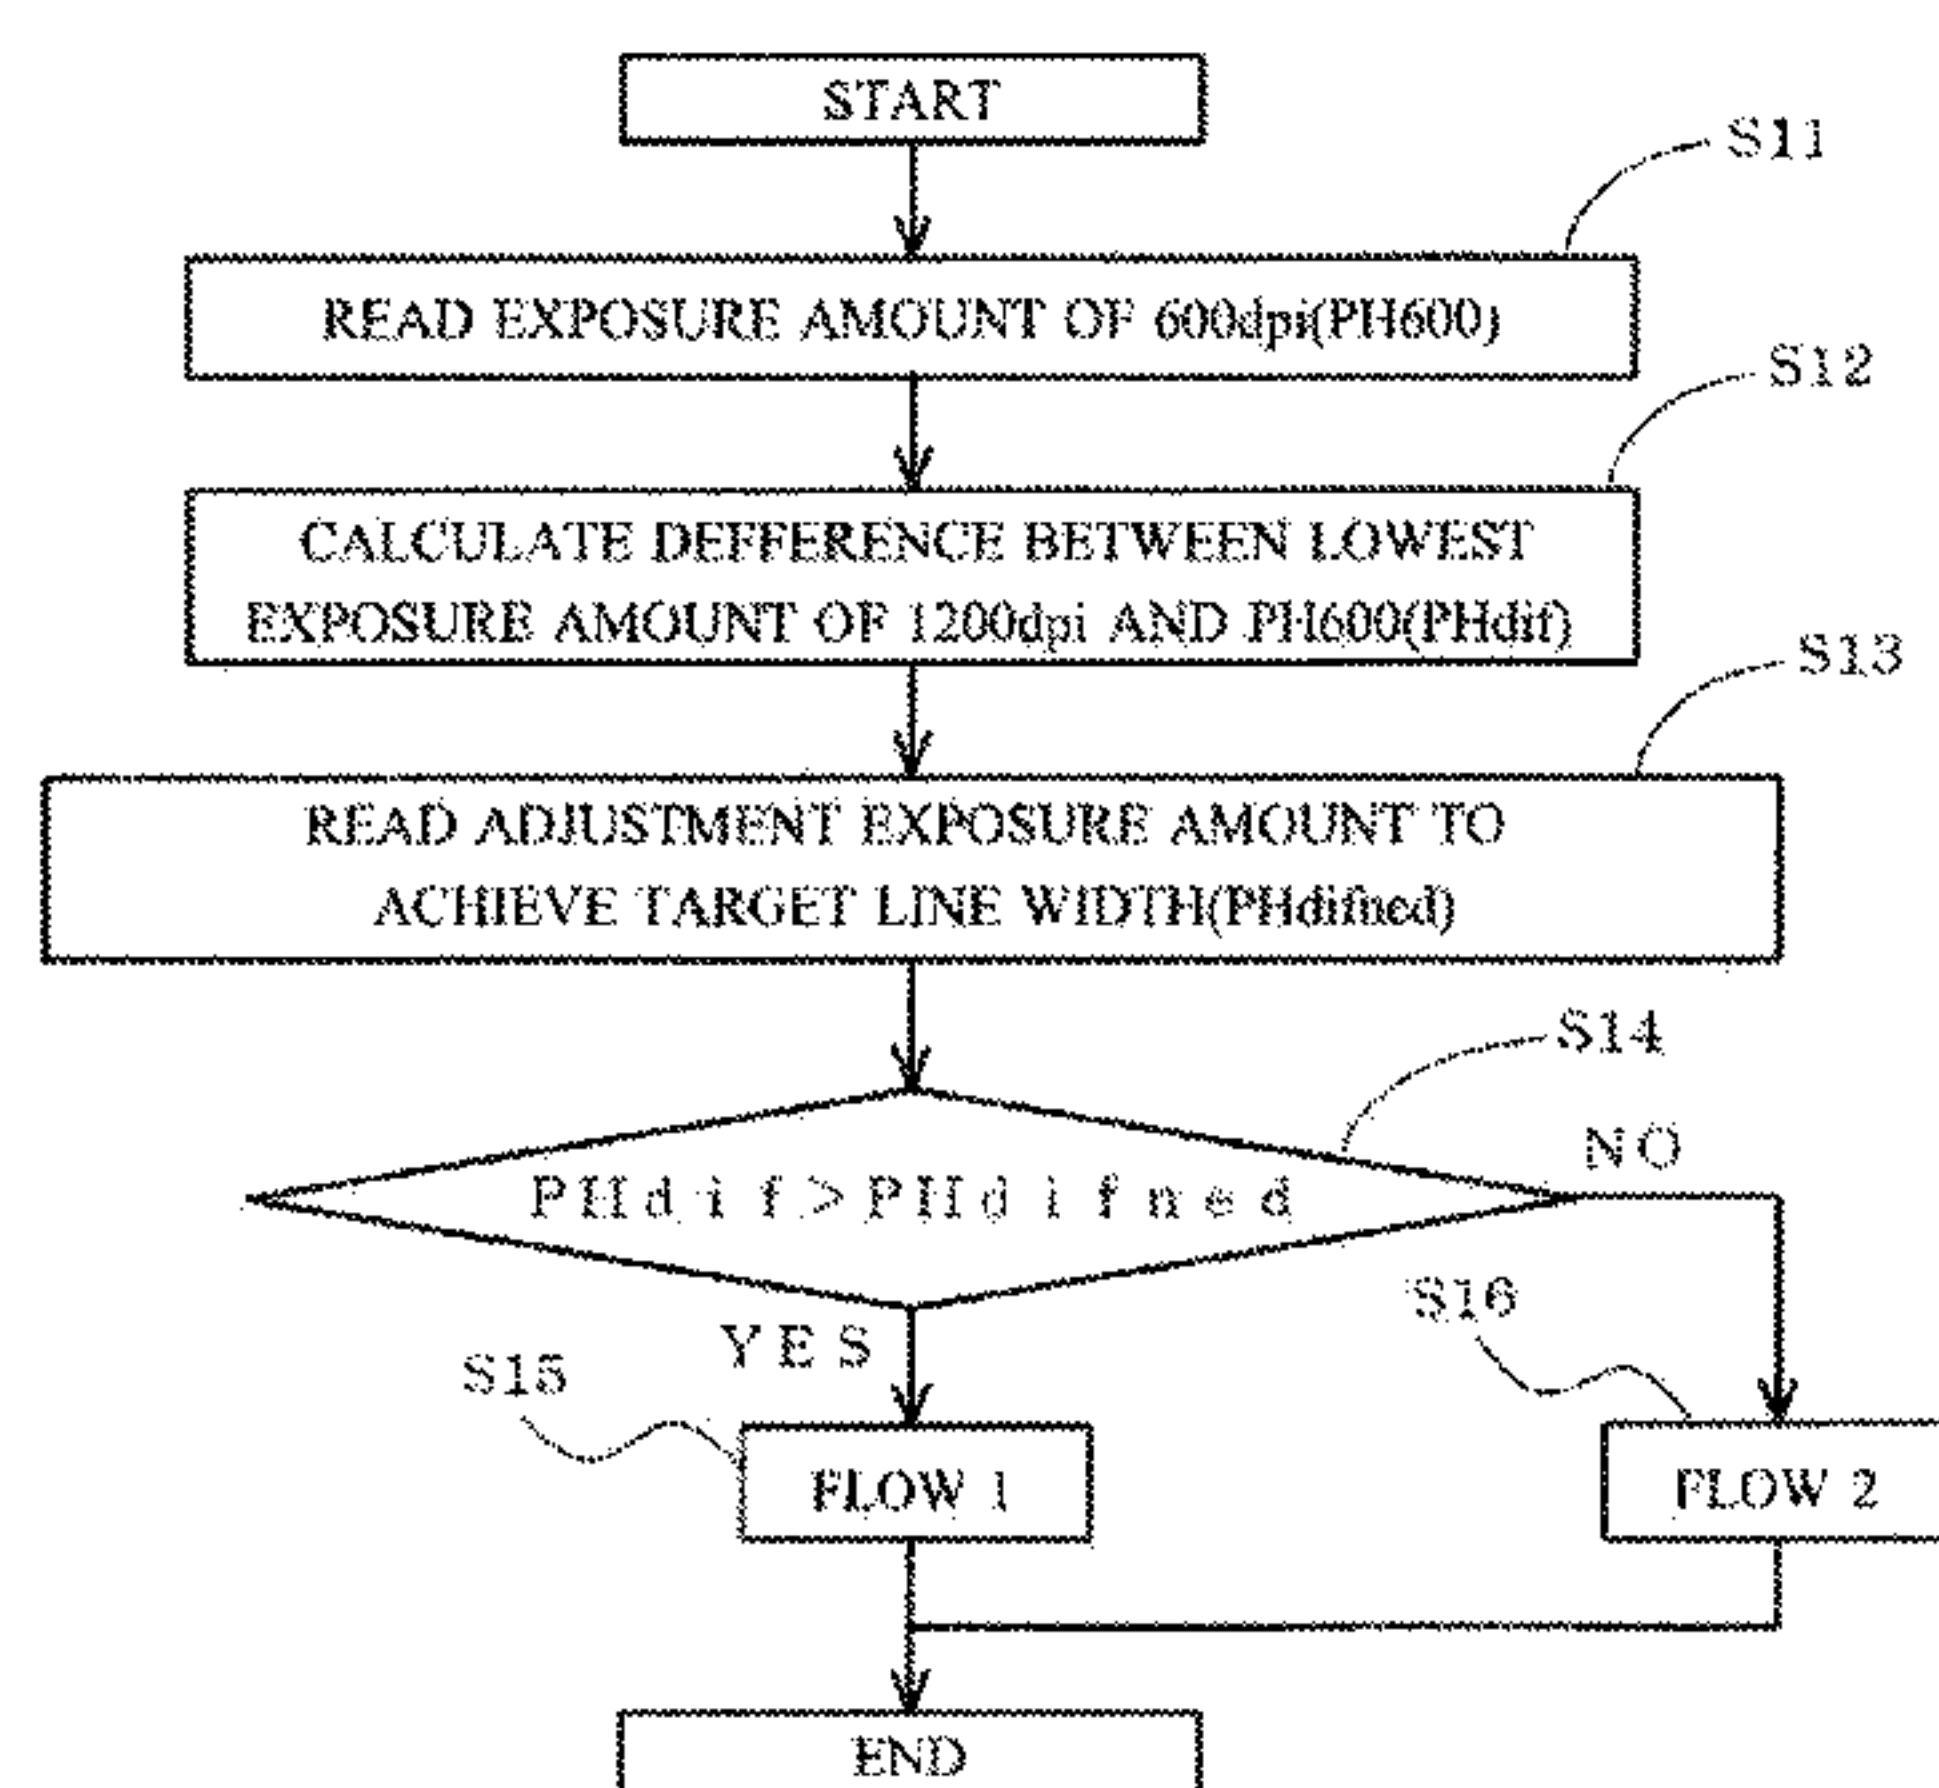 START
S11
READ EXPOSURE AMOUNT OF 600dpi(PH600)
S12
CALCULATE DEFFERENCE BETWEEN LOWEST
EXPOSURE AMOUNT OF 1200dpi AND PH600(PHdif)
S13
READ ADJUSTMENT EXPOSURE AMOUNT TO
ACHIEVE TARGET LINE WIDTH(PHdifned)
S14
NO
PHdif>PHdifned
S16
YES
S15
FLOW 1
FLOW 2
END